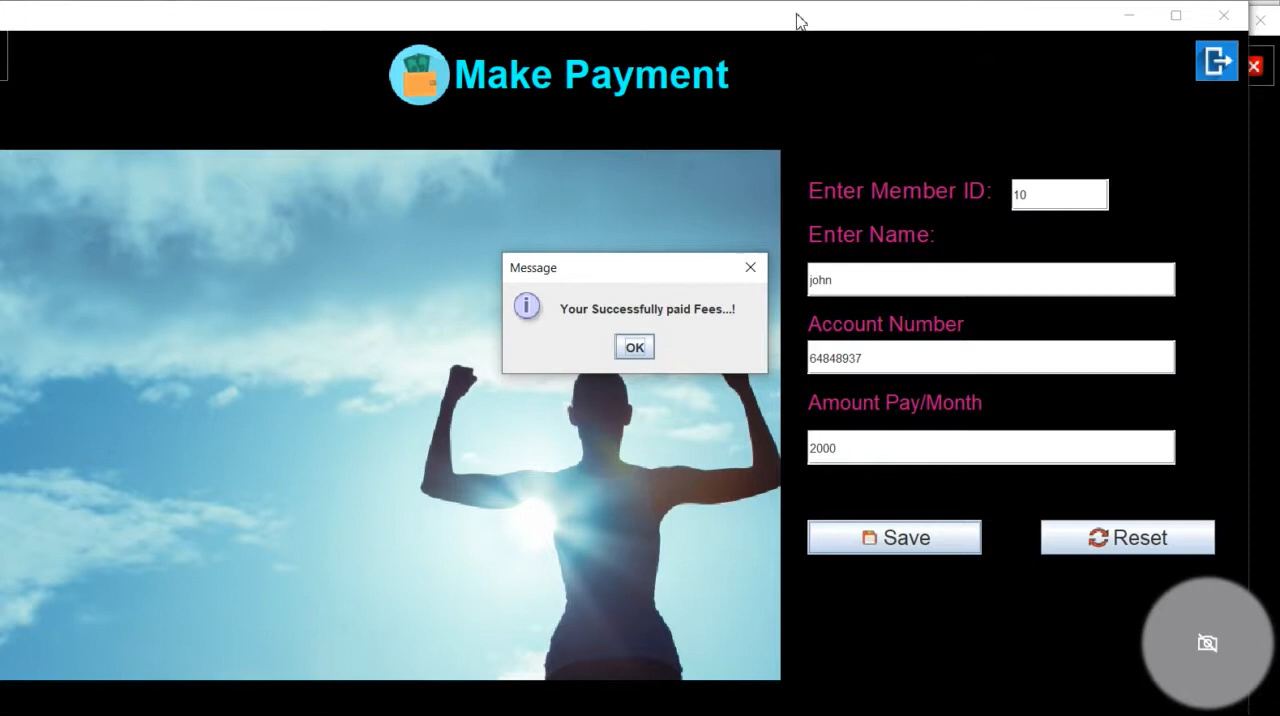 Make Payment
Enter Member ID:
10
Enter Name:
john
Account Number
64848937
Amount Pay/Month
2000
Save
Reset
Message
Your Successfully paid Fees...!
OK